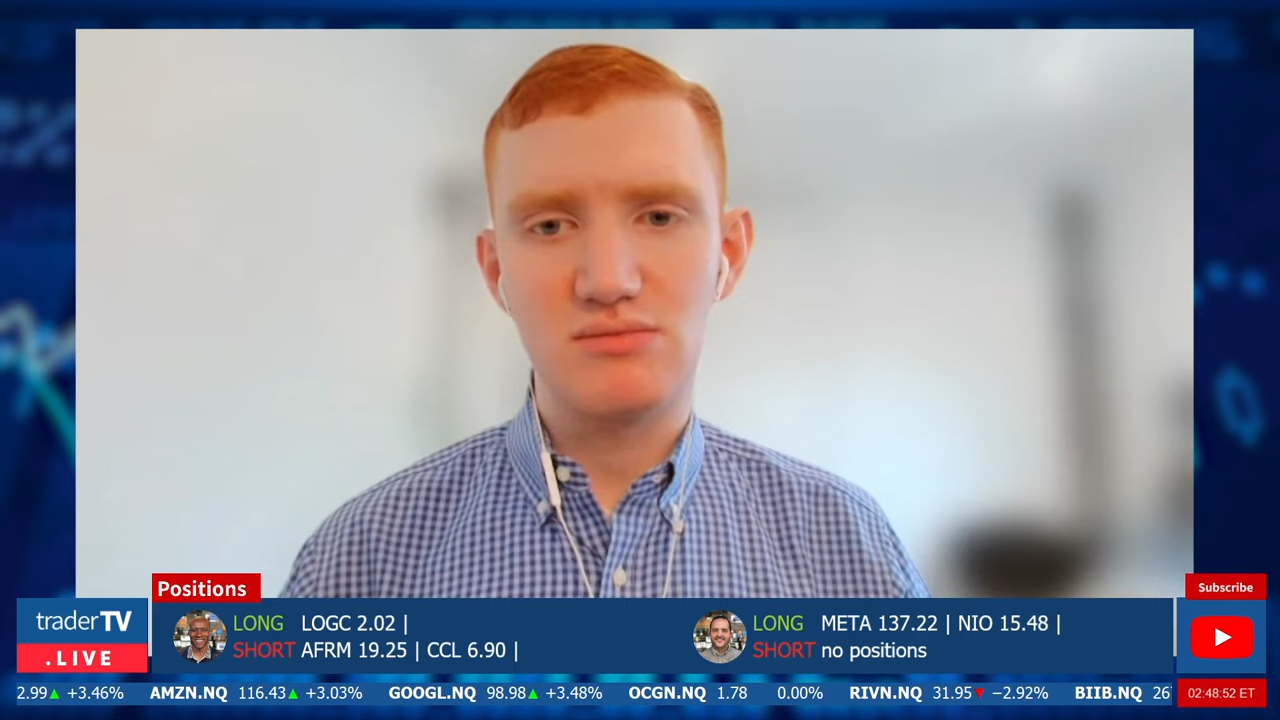 Positions
Subscribe
traderTV
.LIVE
LONG LOGC 2.02 |
SHORT AFRM 19.25 | CCL 6.90 |
LONG META 137.22 | NIO 15.48 |
SHORT no positions
2.99▲ +3.46% AMZN.NQ 116.43▲ +3.03% GOOGL.NQ 98.98▲ +3.48% OCGN.NQ 1.78 0.00% RIVN.NQ 31.95▼ −2.92% BIIB.NQ 26
02:48:52 ET